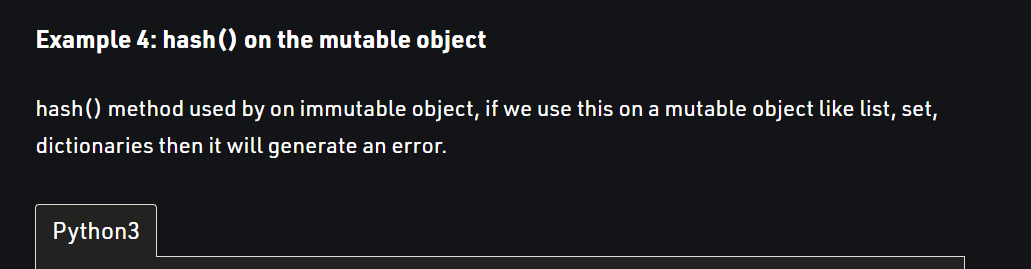 Example 4: hash() on the mutable object
hash() method used by on immutable object, if we use this on a mutable object like list, set,
dictionaries then it will generate an error.
Python3